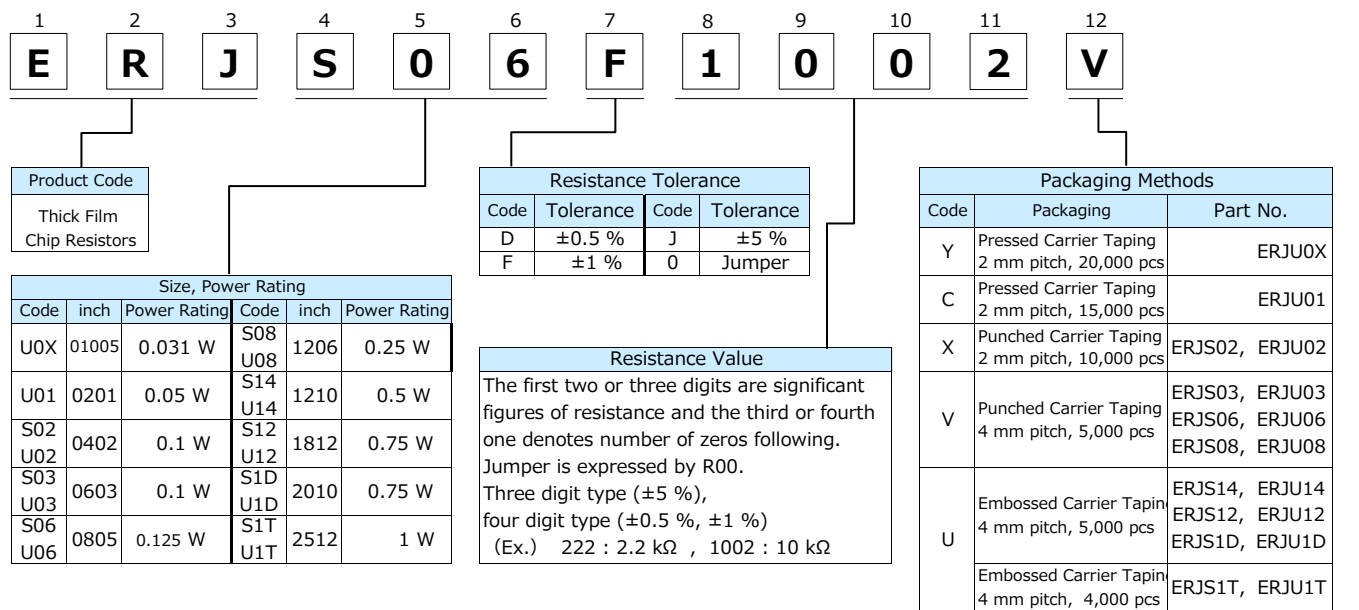 1 2 3 4 5 6 7 8 9 10 11 12
E R J S 0 6 F 1 0 0 2 V
Product Code
Thick Film
Chip Resistors
Size, Power Rating
Code inch Power Rating Code inch Power Rating
U0X 01005 0.031 W S08 U08 1206 0.25 W
U01 0201 0.05 W S14 U14 1210 0.5 W
S02 U02 0402 0.1 W S12 U12 1812 0.75 W
S03 U03 0603 0.1 W S1D U1D 2010 0.75 W
S06 U06 0805 0.125 W S1T U1T 2512 1 W
Resistance Tolerance
Code Tolerance Code Tolerance
D ±0.5 % J ±5 %
F ±1 % 0 Jumper
Resistance Value
The first two or three digits are significant
figures of resistance and the third or fourth
one denotes number of zeros following.
Jumper is expressed by R00.
Three digit type (±5 %),
four digit type (±0.5 %, ±1 %)
(Ex.) 222 : 2.2 kΩ , 1002 : 10 kΩ
Packaging Methods
Code Packaging Part No.
Y Pressed Carrier Taping
2 mm pitch, 20,000 pcs ERJU0X
C Pressed Carrier Taping
2 mm pitch, 15,000 pcs ERJU01
X Punched Carrier Taping
2 mm pitch, 10,000 pcs ERJS02, ERJU02
V Punched Carrier Taping
4 mm pitch, 5,000 pcs
ERJS03, ERJU03
ERJS06, ERJU06
ERJS08, ERJU08
U Embossed Carrier Taping
4 mm pitch, 5,000 pcs
ERJS14, ERJU14
ERJS12, ERJU12
ERJS1D, ERJU1D
Embossed Carrier Taping
4 mm pitch, 4,000 pcs ERJS1T, ERJU1T